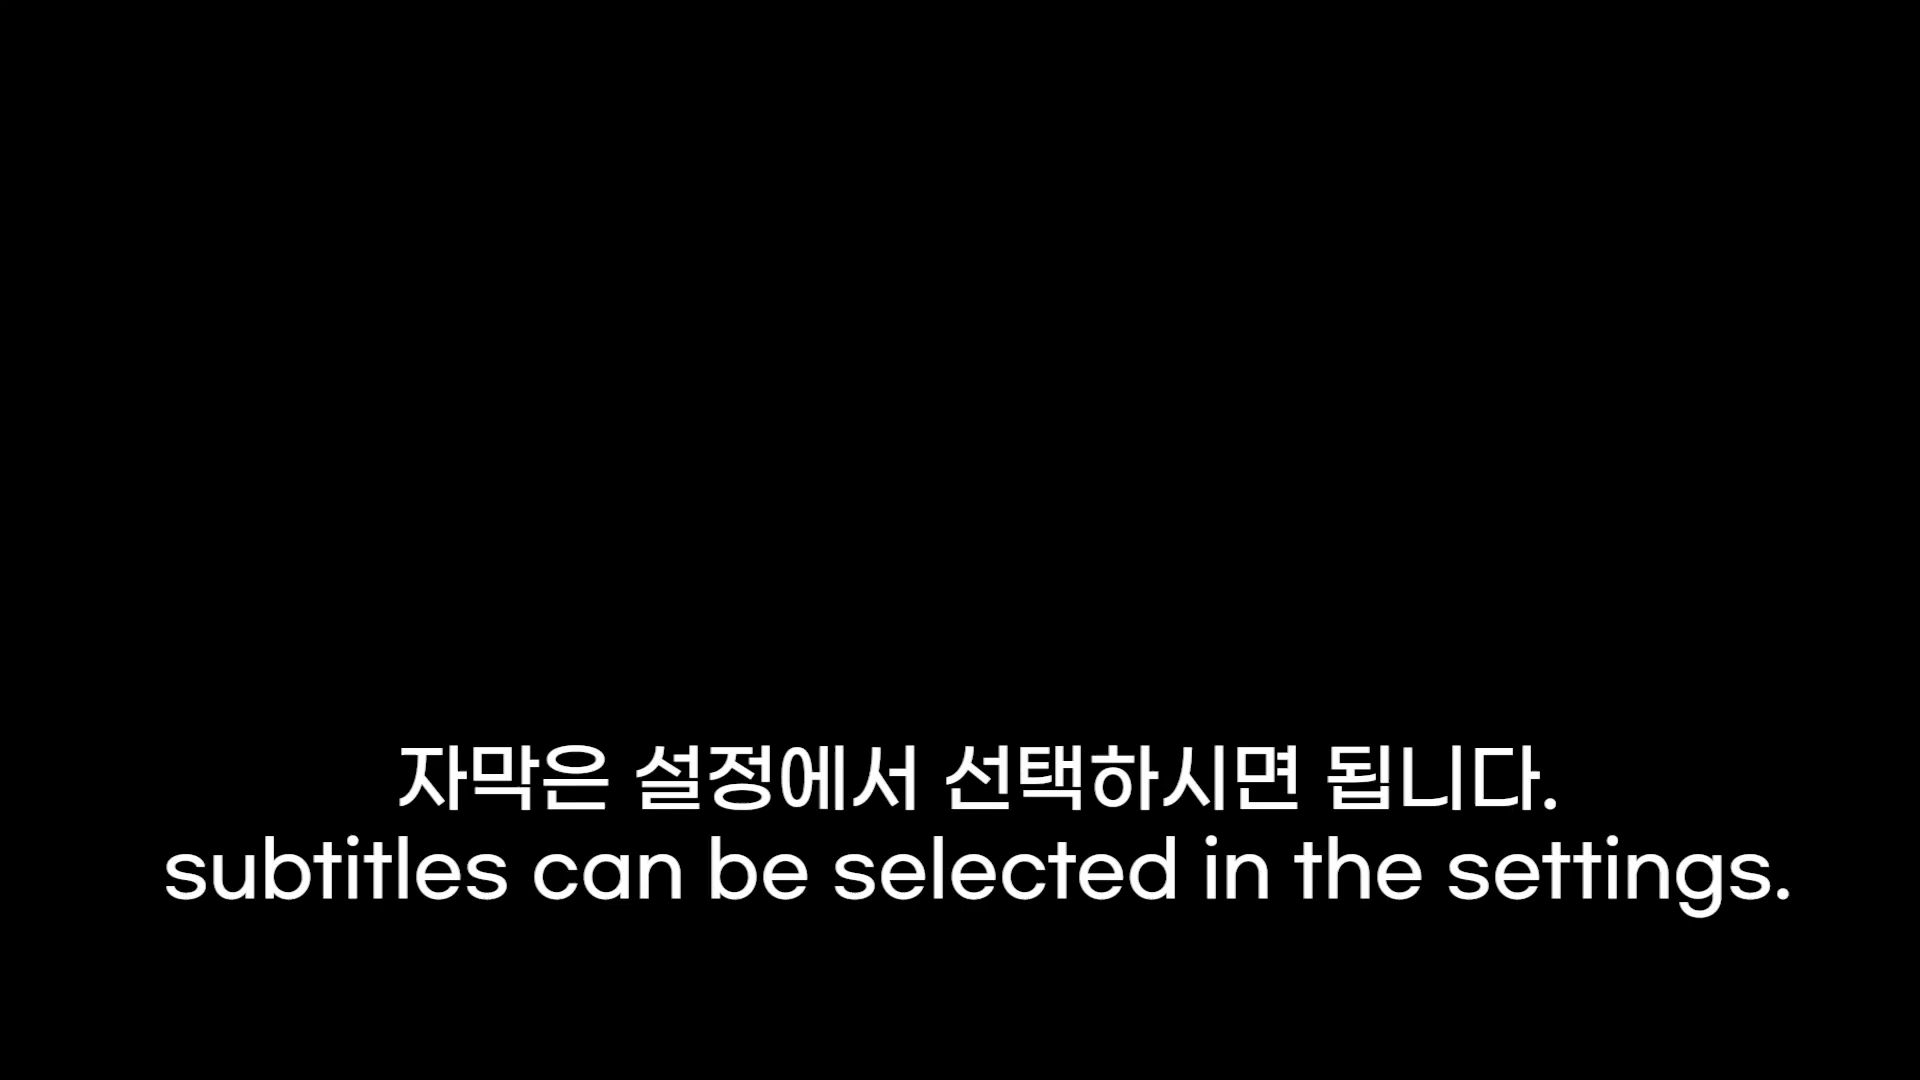 자막은 설정에서 선택하시면 됩니다.
subtitles can be selected in the settings.